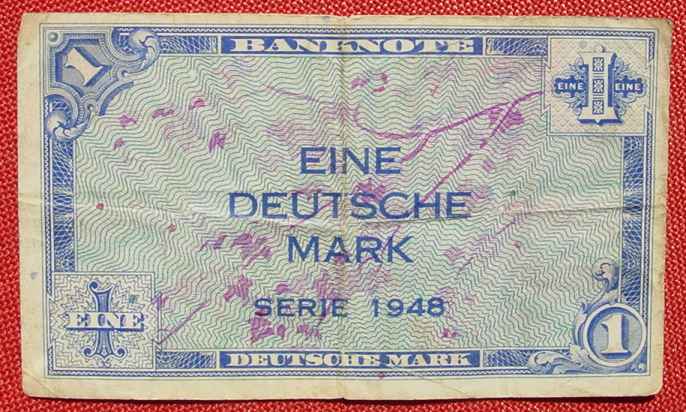 1 BANKNOTE 1
EINE EINE
EINE
DEUTSCHE
MARK
SERIE 1948
1 EINE
DEUTSCHE MARK 1